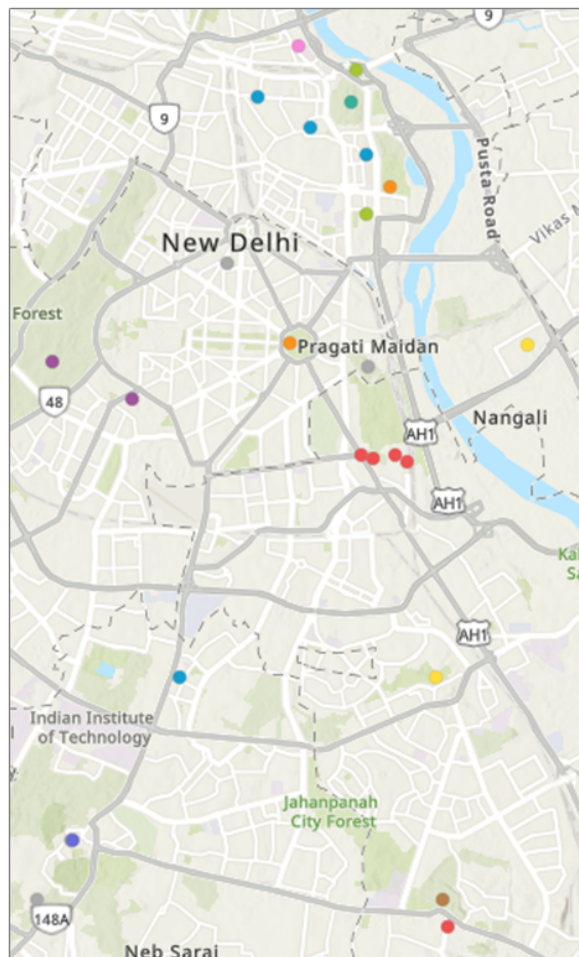 9
9
Pusta Road
Vikas M
New Delhi
Forest
Pragati Maidan
48
Nangali
AH1
AH1
Ka
Sa
AH1
Indian Institute
of Technology
Jahanpanah
City Forest
148A
Neb Sarai